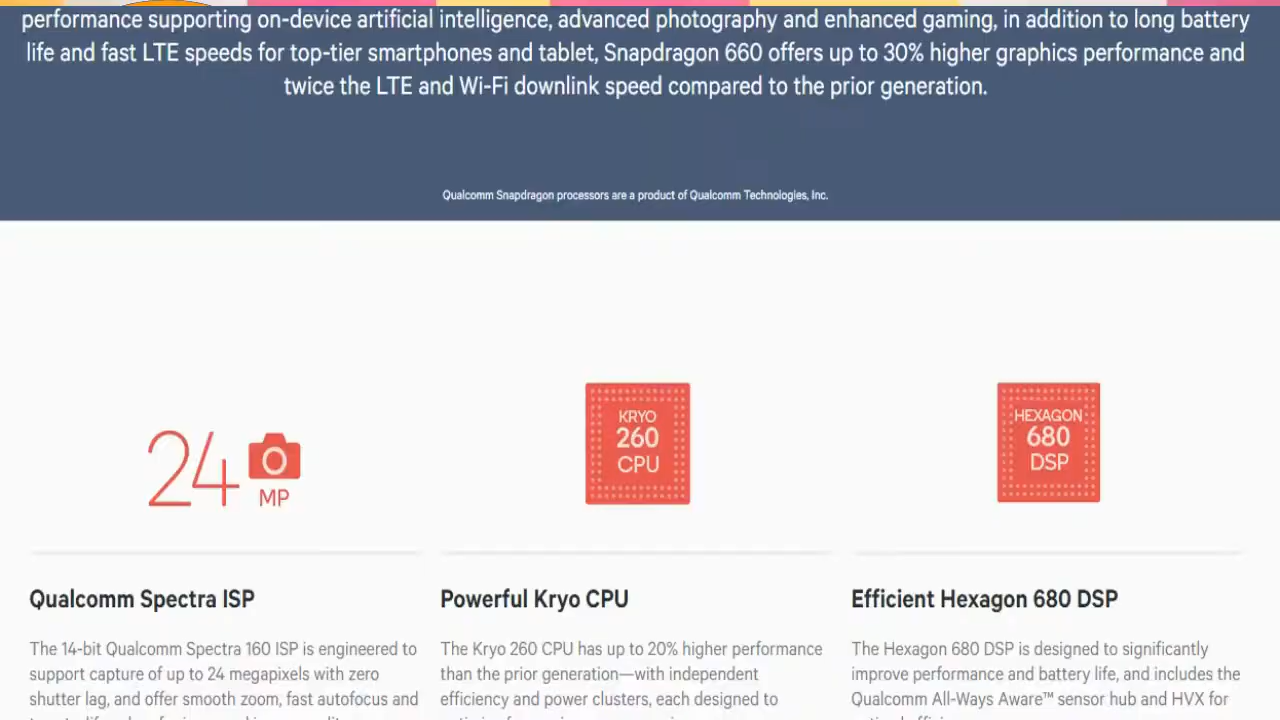 performance supporting on-device artificial intelligence, advanced photography and enhanced gaming, in addition to long battery
life and fast LTE speeds for top-tier smartphones and tablet, Snapdragon 660 offers up to 30% higher graphics performance and
twice the LTE and Wi-Fi downlink speed compared to the prior generation.
Qualcomm Snapdragon processors are a product of Qualcomm Technologies, Inc.
24
MP
KRYO
260
CPU
HEXAGON
680
DSP
Qualcomm Spectra ISP
The 14-bit Qualcomm Spectra 160 ISP is engineered to
support capture of up to 24 megapixels with zero
shutter lag, and offer smooth zoom, fast autofocus and
Powerful Kryo CPU
The Kryo 260 CPU has up to 20% higher performance
than the prior generation—with independent
efficiency and power clusters, each designed to
Efficient Hexagon 680 DSP
The Hexagon 680 DSP is designed to significantly
improve performance and battery life, and includes the
Qualcomm All-Ways Aware™ sensor hub and HVX for